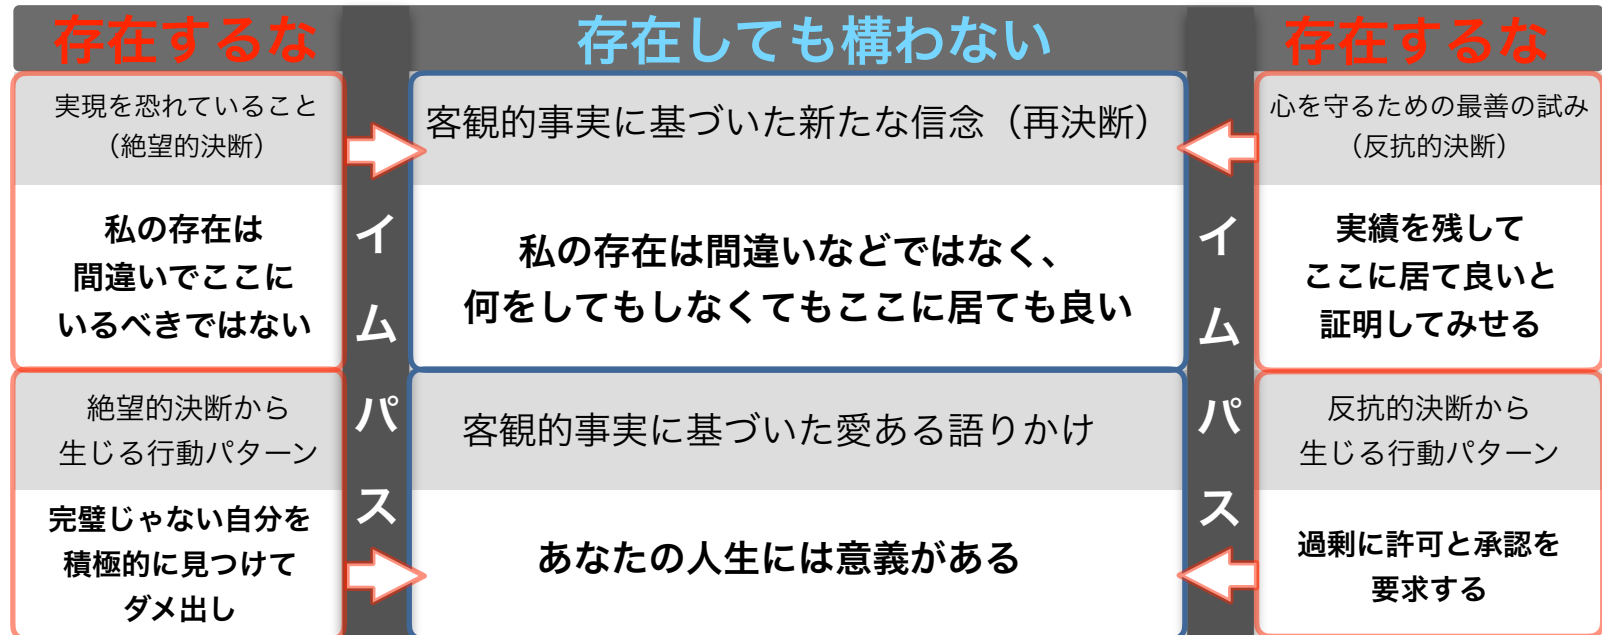 存在するな
存在しても構わない
存在するな
実現を恐れていること
（絶望的決断）
客観的事実に基づいた新たな信念（再決断）
心を守るための最善の試み
（反抗的決断）
私の存在は
間違いでここに
いるべきではない
イムパス
私の存在は間違いなどではなく、
何をしてもしなくてもここに居ても良い
イムパス
実績を残して
ここに居て良いと
証明してみせる
絶望的決断から
生じる行動パターン
客観的事実に基づいた愛ある語りかけ
反抗的決断から
生じる行動パターン
完璧じゃない自分を
積極的に見つけて
ダメ出し
あなたの人生には意義がある
過剰に許可と承認を
要求する